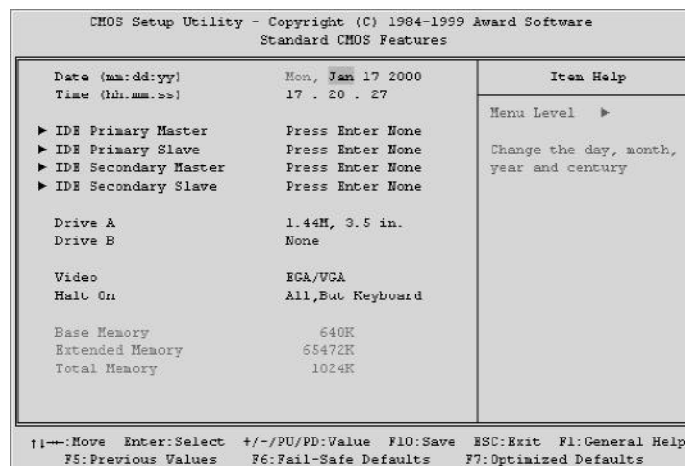 CMOS Setup Utility - Copyright (C) 1984-1999 Award Software
Standard CMOS Features
Date (mm:dd:yy) Mon, Jan 17 2000
Time (hh.mm.ss) 17 . 20 . 27
▶ IDE Primary Master Press Enter None
▶ IDE Primary Slave Press Enter None
▶ IDE Secondary Master Press Enter None
▶ IDE Secondary Slave Press Enter None
Drive A 1.44M, 3.5 in.
Drive B None
Video EGA/VGA
Halt On All,But Keyboard
Base Memory 640K
Extended Memory 65472K
Total Memory 1024K
Item Help
Menu Level ▶
Change the day, month,
year and century
↑↓→←:Move Enter:Select +/-/PU/PD:Value F10:Save ESC:Exit F1:General Help
F5:Previous Values F6:Fail-Safe Defaults F7:Optimized Defaults